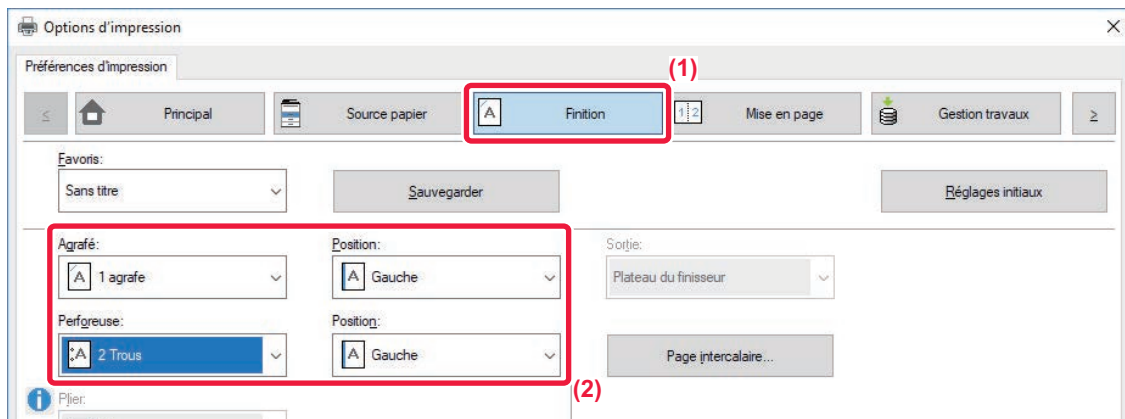 Options d'impression
Préférences d'impression
(1)
<
Principal
Source papier
A
Finition
1 2
Mise en page
Gestion travaux
>
Favoris:
Sans titre
Sauvegarder
Réglages initiaux
Agrafé:
Position:
Sortie:
A 1 agrafe
A Gauche
Plateau du finisseur
Perforeuse:
Position:
A 2 Trous
A Gauche
Page intercalaire...
(2)
i Plier: